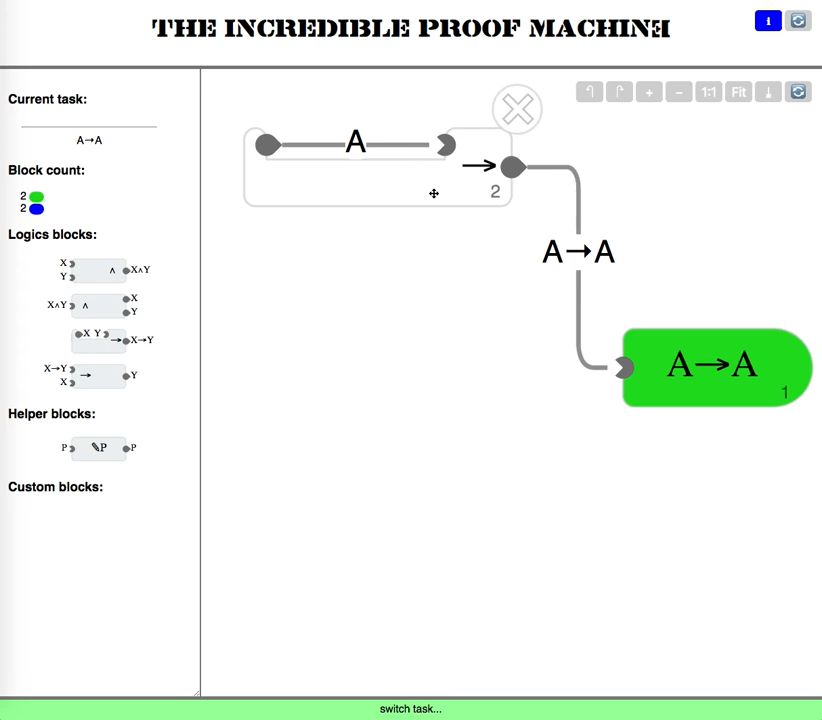 THE INCREDIBLE PROOF MACHINE
i
1:1 Fit
Current task:
A→A
Block count:
2
2
Logics blocks:
X
Y
∧
X∧Y
X∧Y
∧
X
Y
X Y
→
X→Y
X→Y
X
→
Y
Helper blocks:
P
✎P
P
Custom blocks:
A
→
2
A→A
A→A
1
switch task...